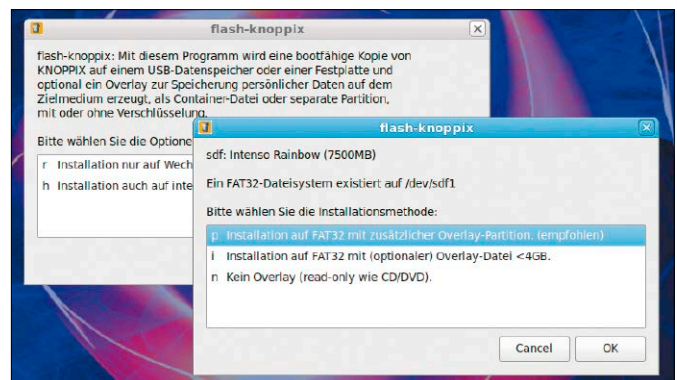 flash-knoppix
flash-knoppix: Mit diesem Programm wird eine bootfähige Kopie von
KNOPPIX auf einem USB-Datenspeicher oder einer Festplatte und
optional ein Overlay zur Speicherung persönlicher Daten auf dem
Zielmedium erzeugt, als Container-Datei oder separate Partition,
mit oder ohne Verschlüsselung.
Bitte wählen Sie die Optione
r Installation nur auf Wech
h Installation auch auf inte
flash-knoppix
sdf: Intenso Rainbow (7500MB)
Ein FAT32-Dateisystem existiert auf /dev/sdf1
Bitte wählen Sie die Installationsmethode:
p Installation auf FAT32 mit zusätzlicher Overlay-Partition. (empfohlen)
i Installation auf FAT32 mit (optionaler) Overlay-Datei <4GB.
n Kein Overlay (read-only wie CD/DVD).
Cancel OK